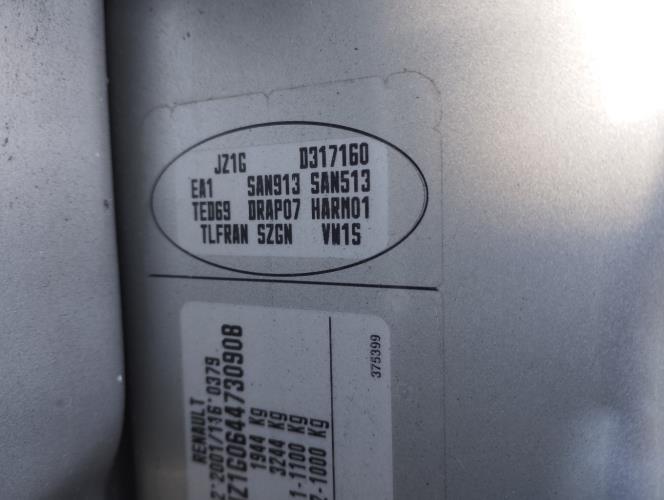 JZ1G D317160
EA1 SAN913 SAN513
TED69 DRAP07 HARM01
TLFRAN SZGN VW1S
RENAULT
2*2001/116*0379
Z1G0644730908
1944 Kg
3244 Kg
1-1100 Kg
2-1000 Kg
375399